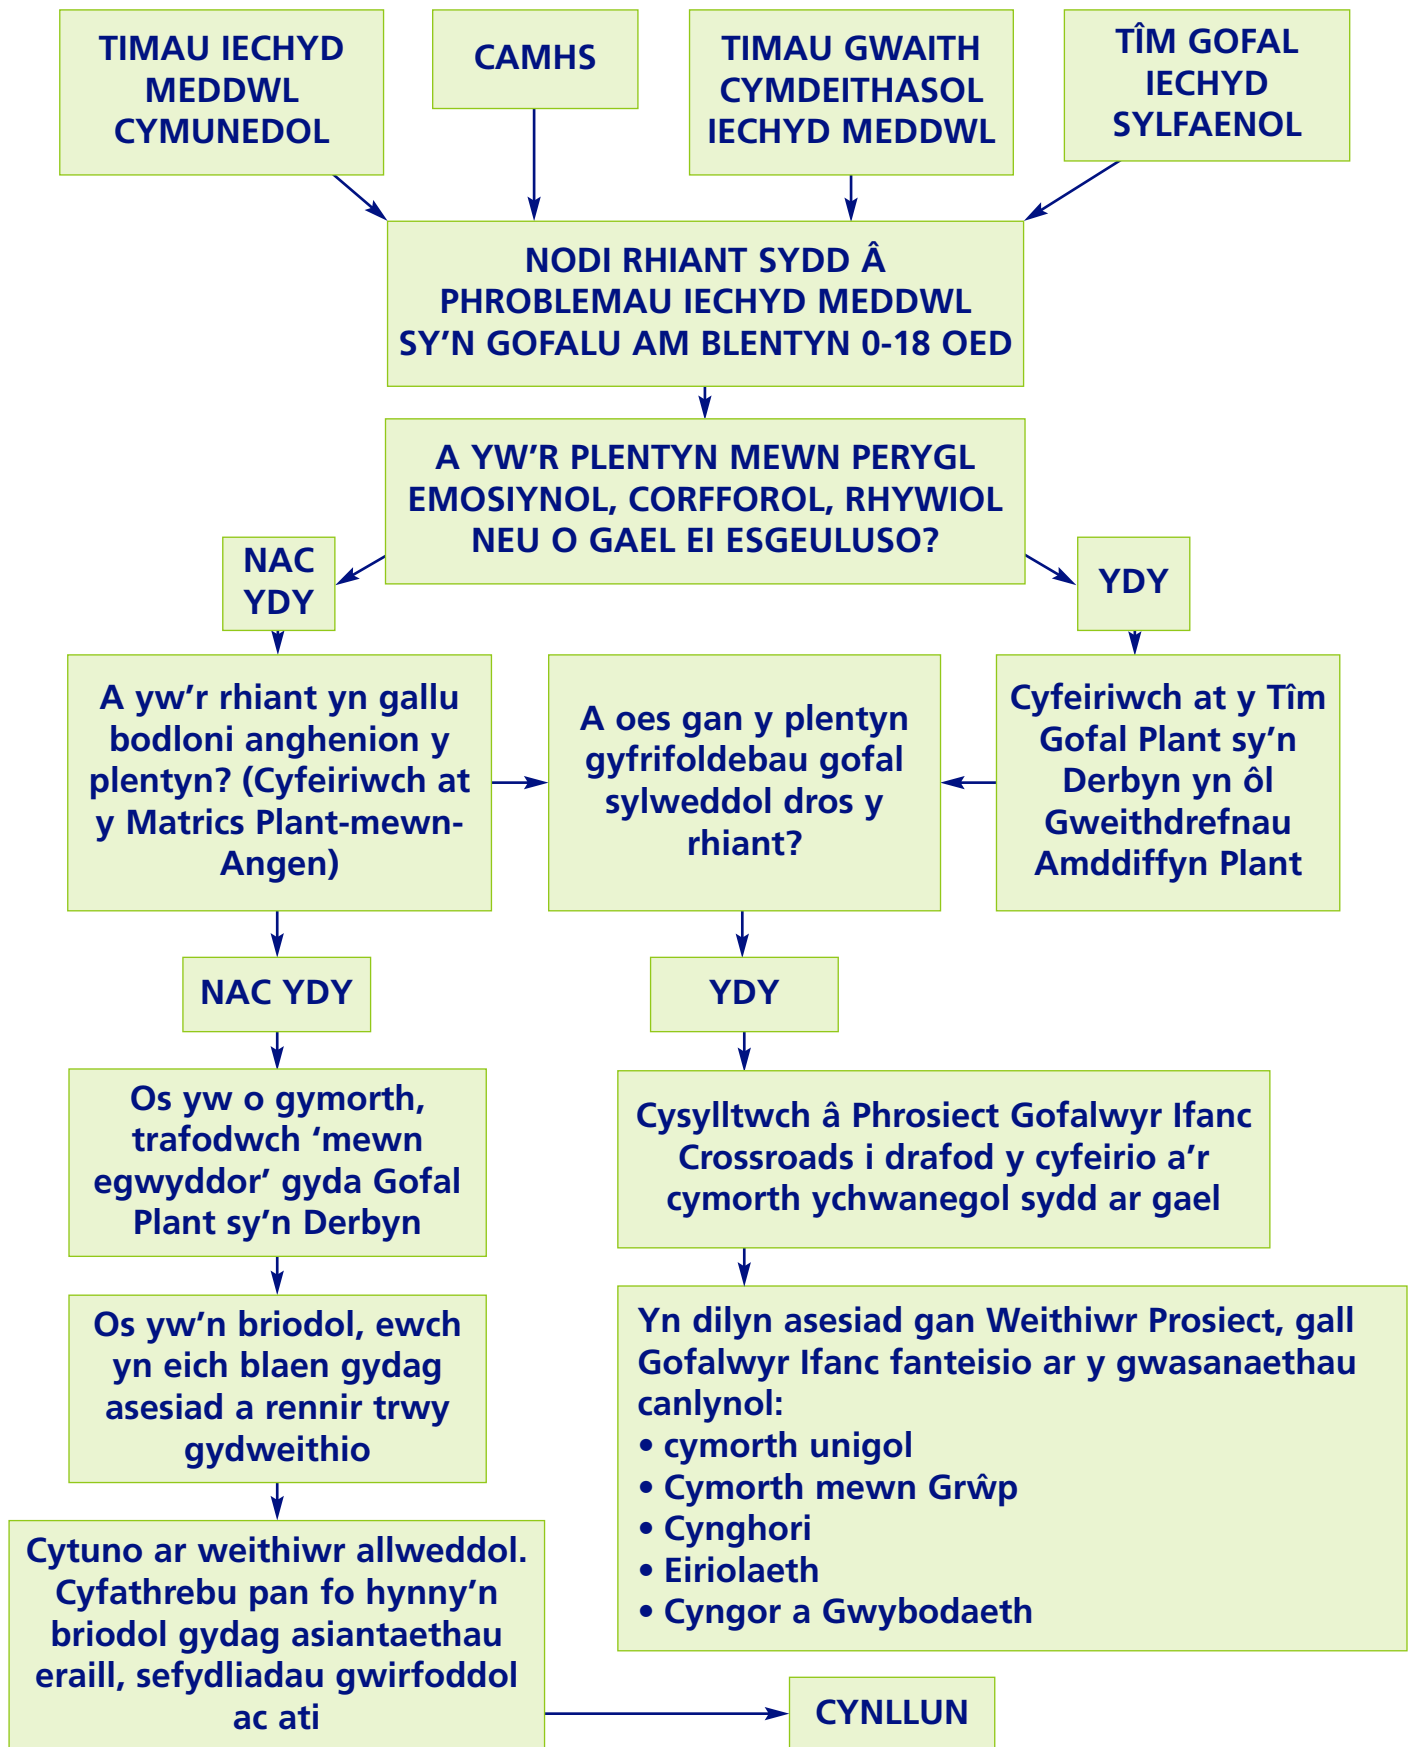 TIMAU IECHYD
MEDDWL
CYMUNEDOL
CAMHS
TIMAU GWAITH
CYMDEITHASOL
IECHYD MEDDWL
TÎM GOFAL
IECHYD
SYLFAENOL
NODI RHIANT SYDD Â
PHROBLEMAU IECHYD MEDDWL
SY’N GOFALU AM BLENTYN 0-18 OED
A YW’R PLENTYN MEWN PERYGL
EMOSIYNOL, CORFFOROL, RHYWIOL
NEU O GAEL EI ESGEULUSO?
NAC
YDY
YDY
A yw’r rhiant yn gallu
bodloni anghenion y
plentyn? (Cyfeiriwch at
y Matrics Plant-mewn-
Angen)
A oes gan y plentyn
gyfrifoldebau gofal
sylweddol dros y
rhiant?
Cyfeiriwch at y Tîm
Gofal Plant sy’n
Derbyn yn ôl
Gweithdrefnau
Amddiffyn Plant
NAC YDY
YDY
Os yw o gymorth,
trafodwch ‘mewn
egwyddor’ gyda Gofal
Plant sy’n Derbyn
Cysylltwch â Phrosiect Gofalwyr Ifanc
Crossroads i drafod y cyfeirio a’r
cymorth ychwanegol sydd ar gael
Os yw’n briodol, ewch
yn eich blaen gydag
asesiad a rennir trwy
gydweithio
Yn dilyn asesiad gan Weithiwr Prosiect, gall
Gofalwyr Ifanc fanteisio ar y gwasanaethau
canlynol:
• cymorth unigol
• Cymorth mewn Grŵp
• Cynghori
• Eiriolaeth
• Cyngor a Gwybodaeth
Cytuno ar weithiwr allweddol.
Cyfathrebu pan fo hynny’n
briodol gydag asiantaethau
eraill, sefydliadau gwirfoddol
ac ati
CYNLLUN